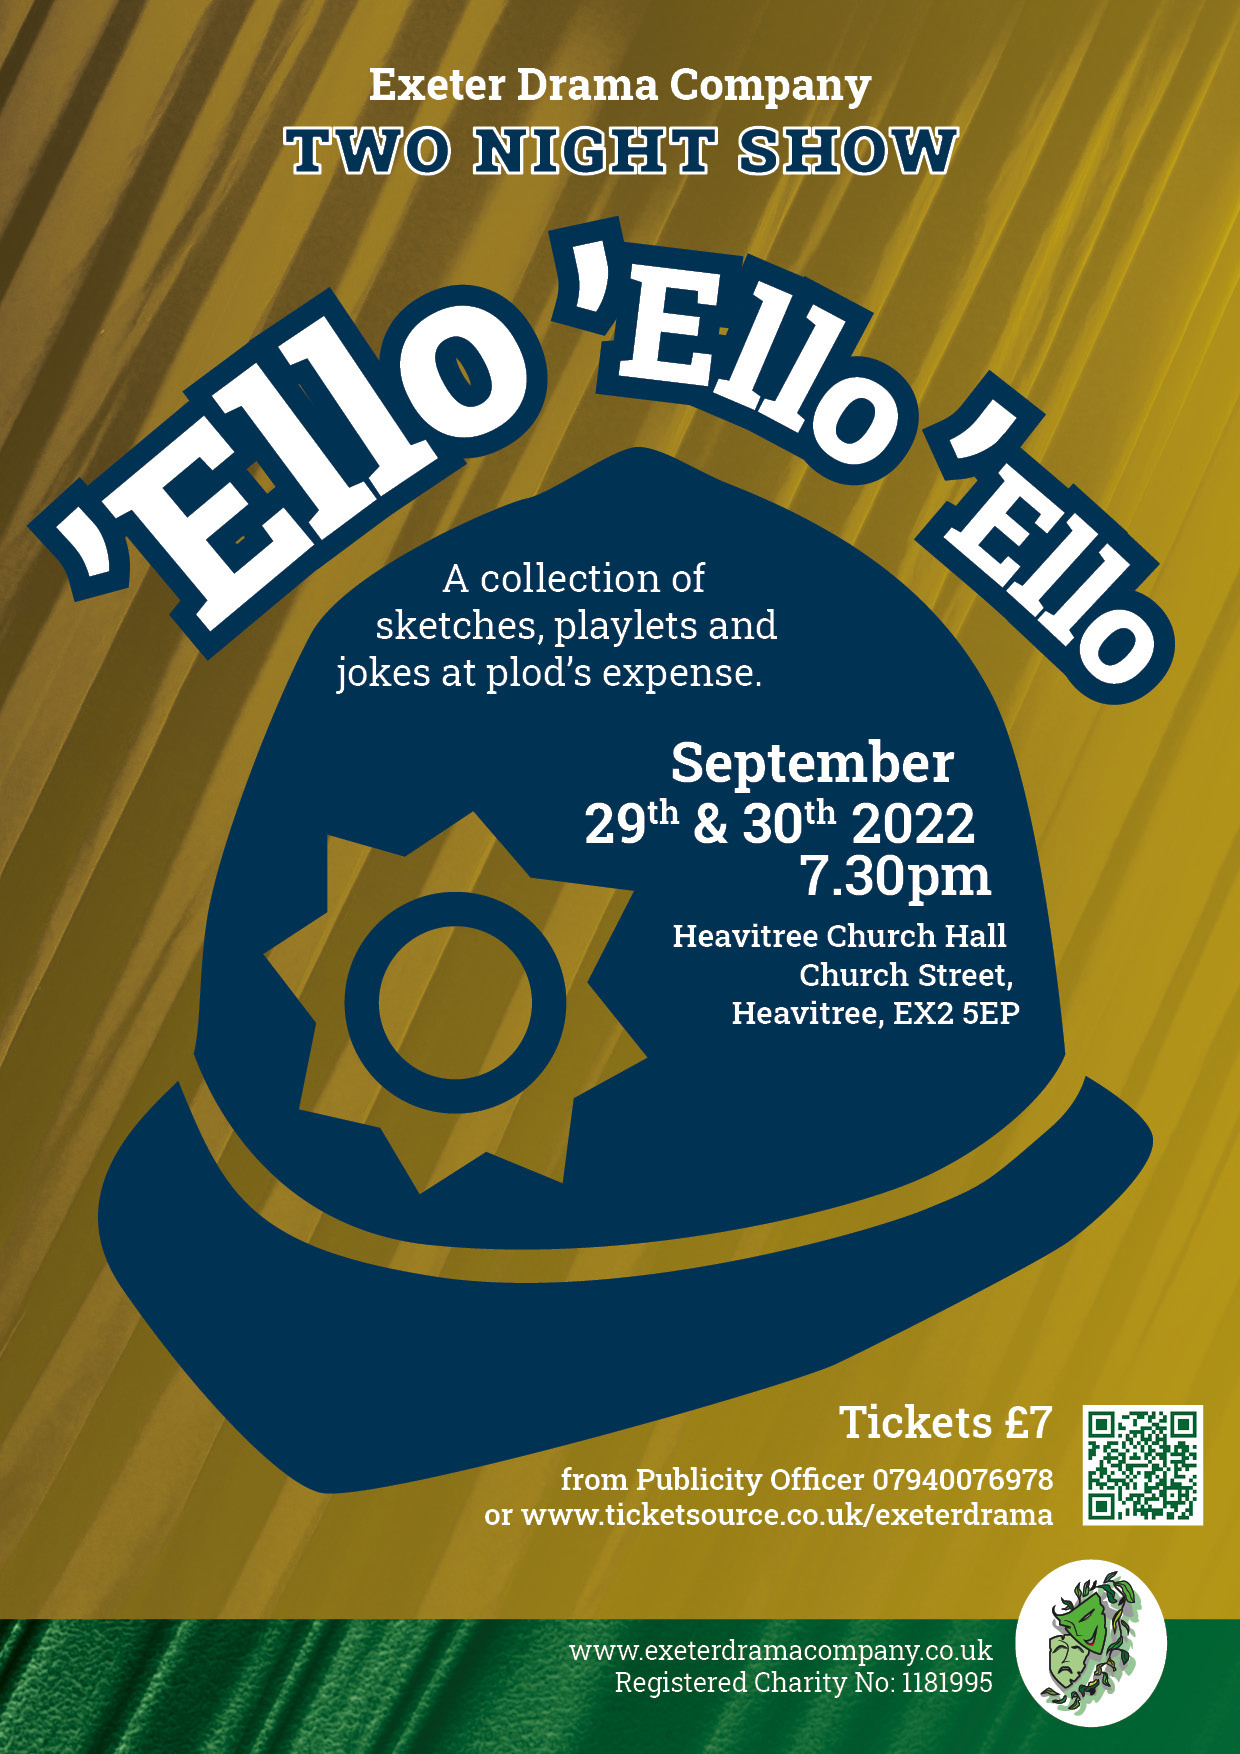 Exeter Drama Company
TWO NIGHT SHOW
’Ello ’Ello ’Ello
A collection of
sketches, playlets and
jokes at plod’s expense.
September
29th & 30th 2022
7.30pm
Heavitree Church Hall
Church Street,
Heavitree, EX2 5EP
Tickets £7
from Publicity Officer 07940076978
or www.ticketsource.co.uk/exeterdrama
www.exeterdramacompany.co.uk
Registered Charity No: 1181995